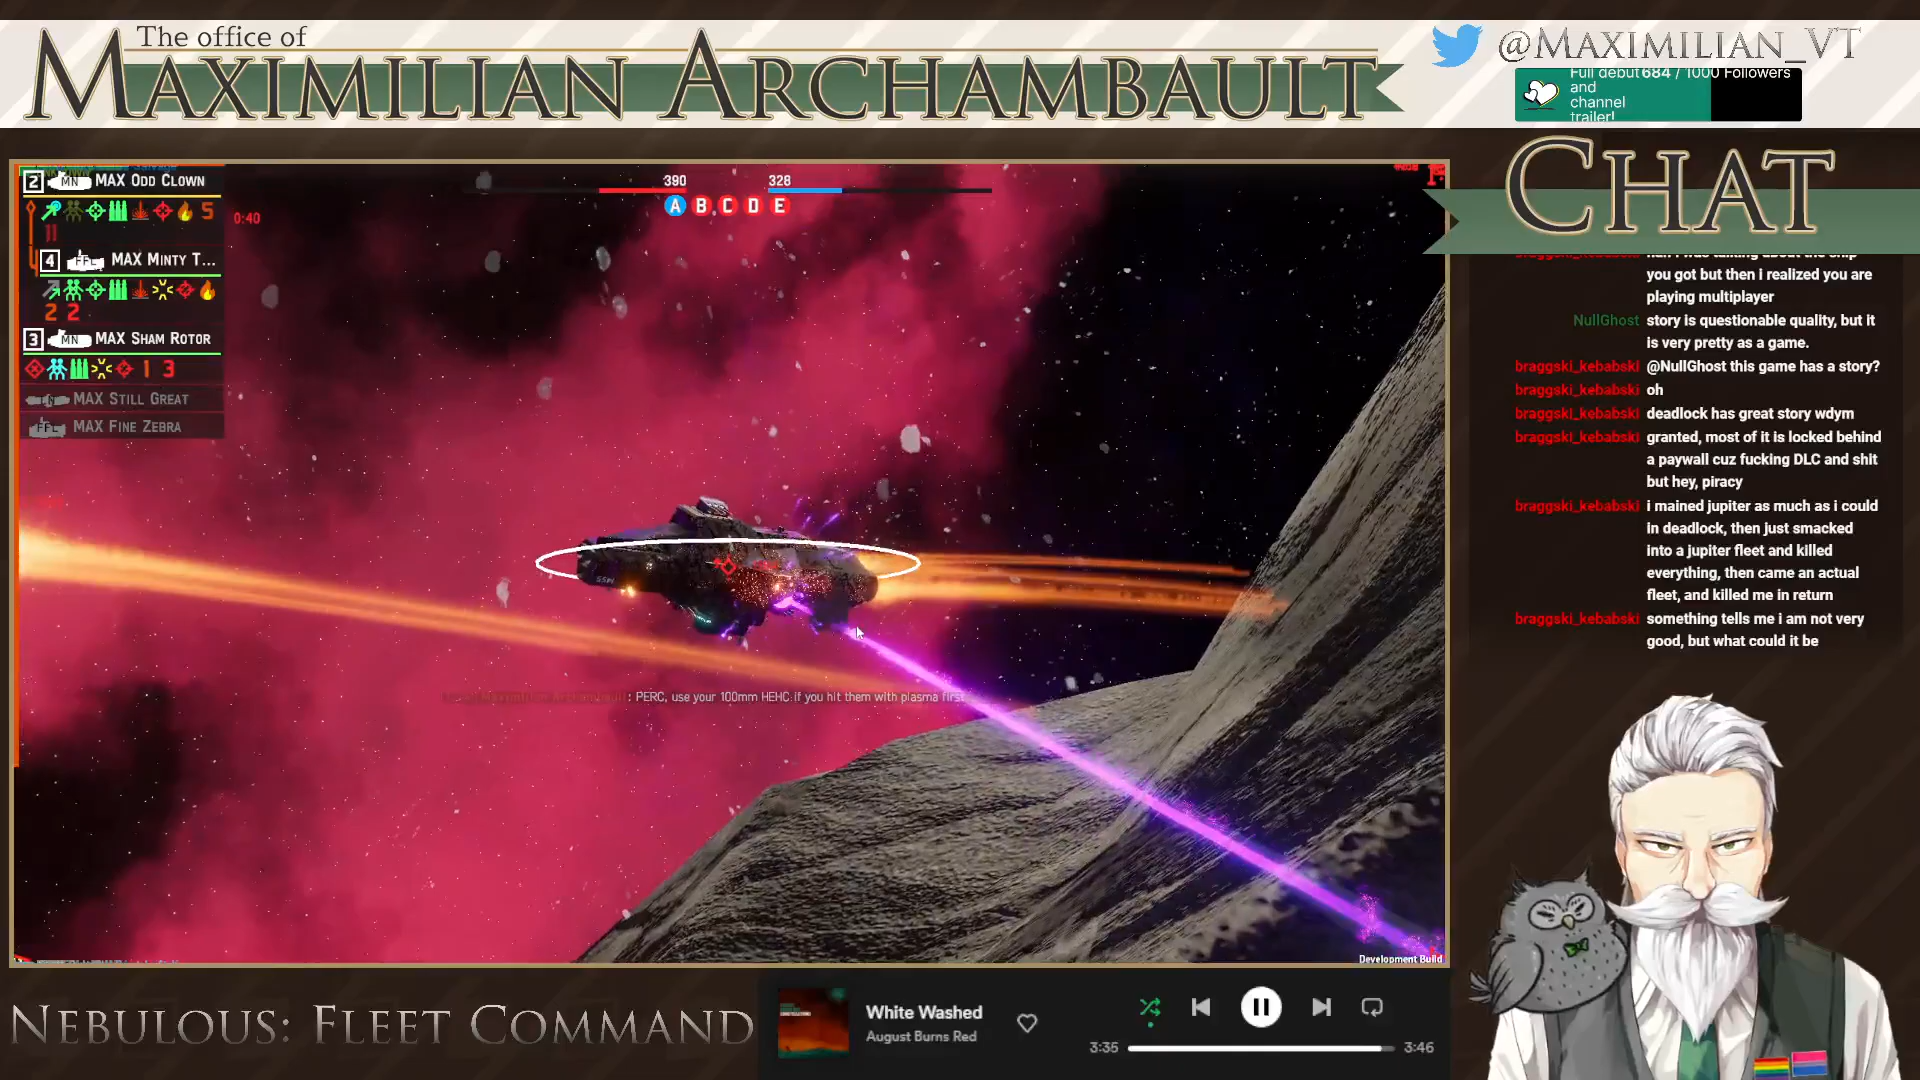 The office of
MAXIMILIAN ARCHAMBAULT
@MAXIMILIAN_VT
Full debut 684 / 1000 Followers
and
channel
trailer!
CHAT
2 MN MAX ODD CLOWN
5
11
0:40
4 FFL MAX MINTY T...
2 2
3 MN MAX SHAM ROTOR
1 3
MAX STILL GREAT
FFL MAX FINE ZEBRA
390 328
A B C D E
: PERC, use your 100mm HEHC if you hit them with plasma first
Development Build
you got but then i realized you are
playing multiplayer
NullGhost story is questionable quality, but it
is very pretty as a game.
braggski_kebabski @NullGhost this game has a story?
braggski_kebabski oh
braggski_kebabski deadlock has great story wdym
braggski_kebabski granted, most of it is locked behind
a paywall cuz fucking DLC and shit
but hey, piracy
braggski_kebabski i mained jupiter as much as i could
in deadlock, then just smacked
into a jupiter fleet and killed
everything, then came an actual
fleet, and killed me in return
braggski_kebabski something tells me i am not very
good, but what could it be
NEBULOUS: FLEET COMMAND
White Washed
August Burns Red
3:35 3:46